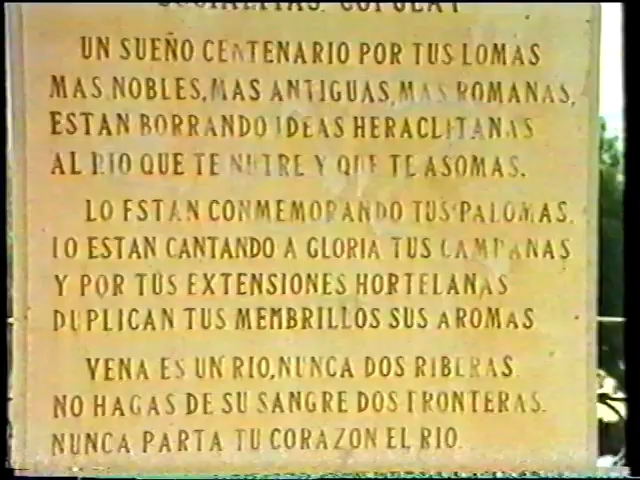 UN SUEÑO CENTENARIO POR TUS LOMAS
MAS NOBLES, MAS ANTIGUAS, MAS ROMANAS,
ESTAN BORRANDO IDEAS HERACLITANAS
AL RIO QUE TE NUTRE Y QUE TE ASOMAS.
LO ESTAN CONMEMORANDO TUS PALOMAS.
LO ESTAN CANTANDO A GLORIA TUS CAMPANAS
Y POR TUS EXTENSIONES HORTELANAS
DUPLICAN TUS MEMBRILLOS SUS AROMAS
VENA ES UN RIO, NUNCA DOS RIBERAS.
NO HAGAS DE SU SANGRE DOS FRONTERAS.
NUNCA PARTA TU CORAZON EL RIO.